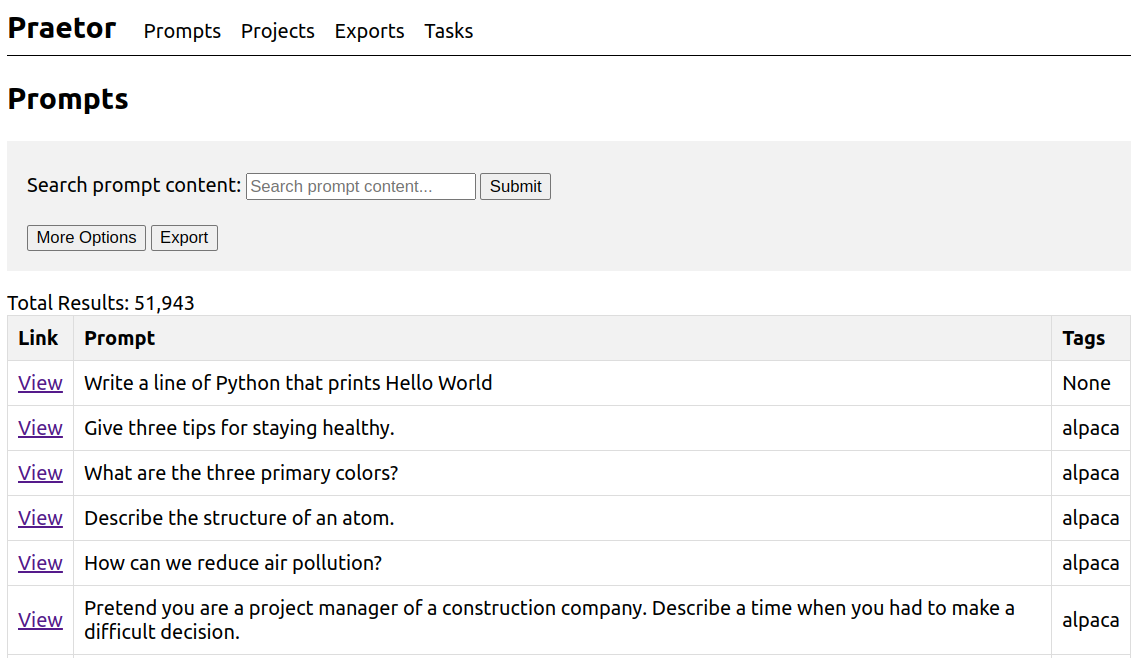 Praetor Prompts Projects Exports Tasks
Prompts
Search prompt content: Search prompt content... Submit
More Options Export
Total Results: 51,943
Link Prompt Tags
View Write a line of Python that prints Hello World None
View Give three tips for staying healthy. alpaca
View What are the three primary colors? alpaca
View Describe the structure of an atom. alpaca
View How can we reduce air pollution? alpaca
View Pretend you are a project manager of a construction company. Describe a time when you had to make a
difficult decision. alpaca